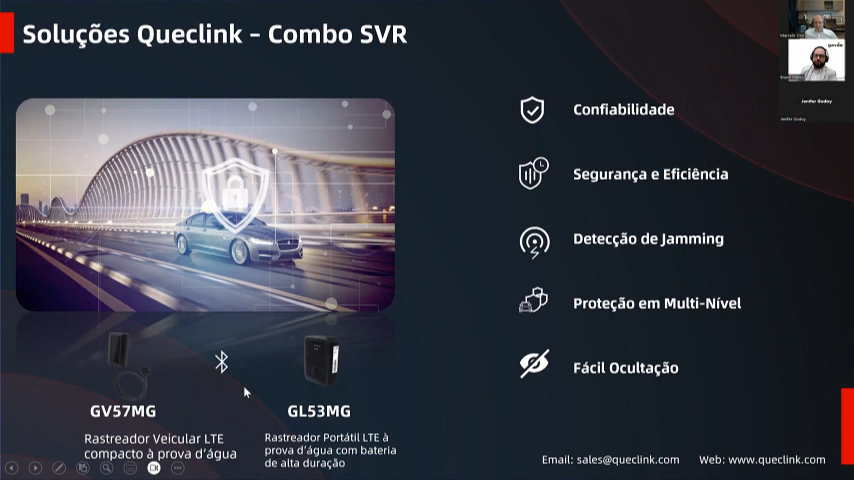 Soluções Queclink – Combo SVR
Confiabilidade
Segurança e Eficiência
Detecção de Jamming
Proteção em Multi-Nível
Fácil Ocultação
GV57MG
Rastreador Veicular LTE
compacto à prova d’água
GL53MG
Rastreador Portátil LTE à
prova d’água com bateria
de alta duração
Email: sales@queclink.com
Web: www.queclink.com
Jenifer Godoy
Jenifer Godoy